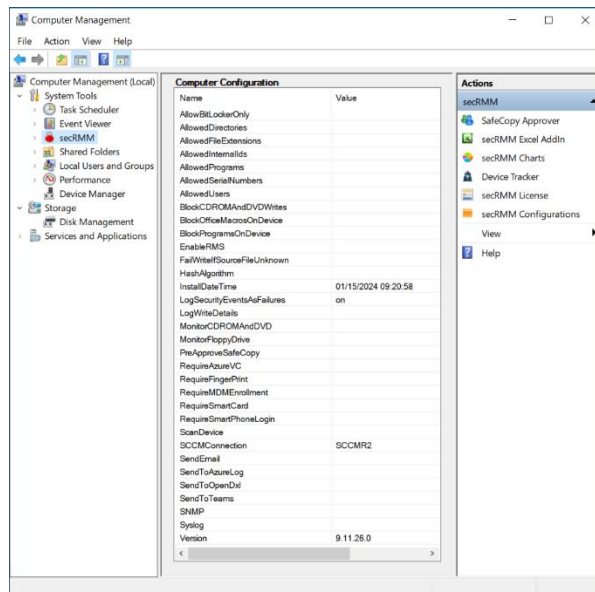 Computer Management
File Action View Help
Computer Management (Local)
System Tools
Task Scheduler
Event Viewer
secRMM
Shared Folders
Local Users and Groups
Performance
Device Manager
Storage
Disk Management
Services and Applications
Computer Configuration
Name Value
AllowBitLockerOnly
AllowedDirectories
AllowedFileExtensions
AllowedInternalIds
AllowedPrograms
AllowedSerialNumbers
AllowedUsers
BlockCDROMAndDVDWrites
BlockOfficeMacrosOnDevice
BlockProgramsOnDevice
EnableRMS
FailWriteIfSourceFileUnknown
HashAlgorithm
InstallDateTime 01/15/2024 09:20:58
LogSecurityEventsAsFailures on
LogWriteDetails
MonitorCDROMAndDVD
MonitorFloppyDrive
PreApproveSafeCopy
RequireAzureVC
RequireFingerPrint
RequireMDMEnrollment
RequireSmartCard
RequireSmartPhoneLogin
ScanDevice
SCCMConnection SCCMR2
SendEmail
SendToAzureLog
SendToOpenDxl
SendToTeams
SNMP
Syslog
Version 9.11.26.0
Actions
secRMM
SafeCopy Approver
secRMM Excel AddIn
secRMM Charts
Device Tracker
secRMM License
secRMM Configurations
View
Help